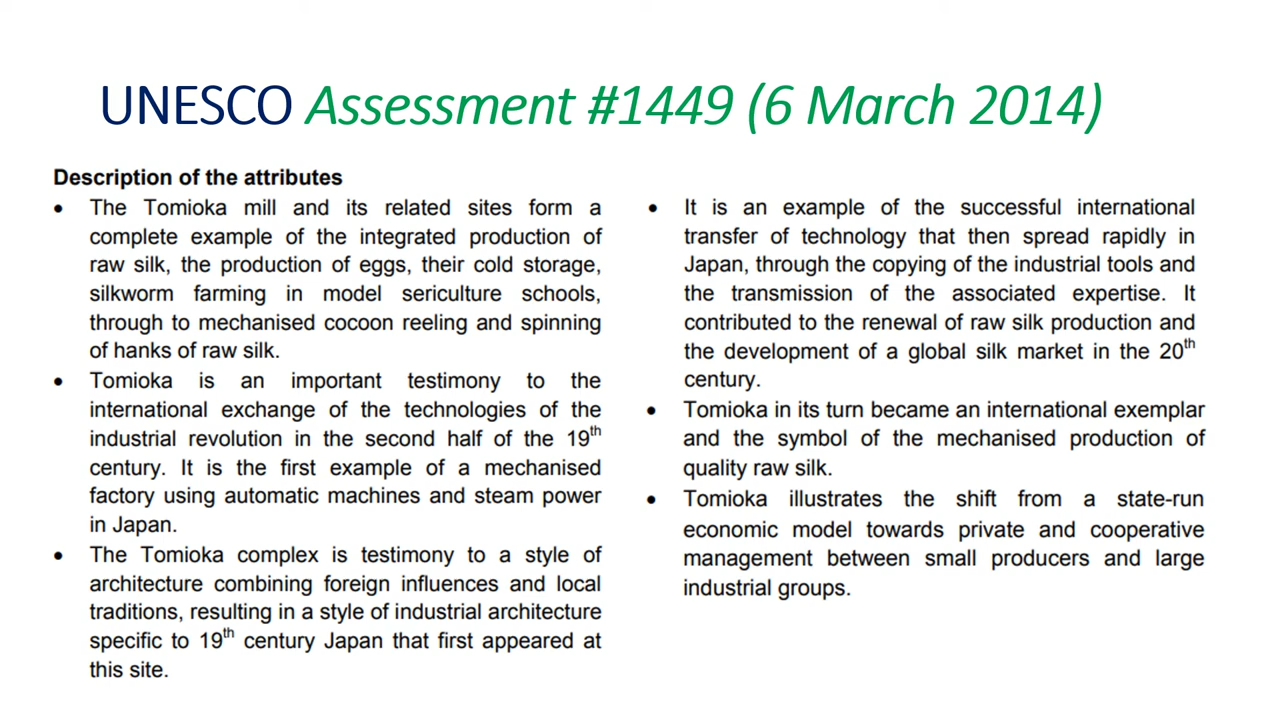 UNESCO Assessment #1449 (6 March 2014)
Description of the attributes
• The Tomioka mill and its related sites form a
complete example of the integrated production of
raw silk, the production of eggs, their cold storage,
silkworm farming in model sericulture schools,
through to mechanised cocoon reeling and spinning
of hanks of raw silk.
• Tomioka is an important testimony to the
international exchange of the technologies of the
industrial revolution in the second half of the 19th
century. It is the first example of a mechanised
factory using automatic machines and steam power
in Japan.
• The Tomioka complex is testimony to a style of
architecture combining foreign influences and local
traditions, resulting in a style of industrial architecture
specific to 19th century Japan that first appeared at
this site.
• It is an example of the successful international
transfer of technology that then spread rapidly in
Japan, through the copying of the industrial tools and
the transmission of the associated expertise. It
contributed to the renewal of raw silk production and
the development of a global silk market in the 20th
century.
• Tomioka in its turn became an international exemplar
and the symbol of the mechanised production of
quality raw silk.
• Tomioka illustrates the shift from a state-run
economic model towards private and cooperative
management between small producers and large
industrial groups.